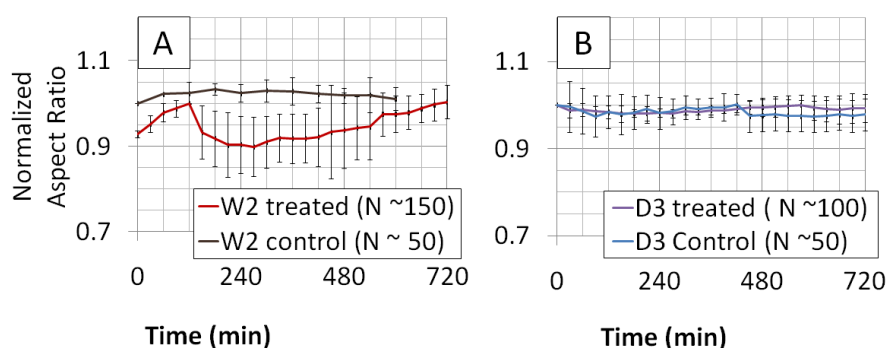 A
B
Normalized
Aspect Ratio
1.1
0.9
0.7
1.1
0.9
0.7
W2 treated (N ~150)
W2 control (N ~ 50)
D3 treated ( N ~100)
D3 Control (N ~50)
0 240 480 720
0 240 480 720
Time (min)
Time (min)